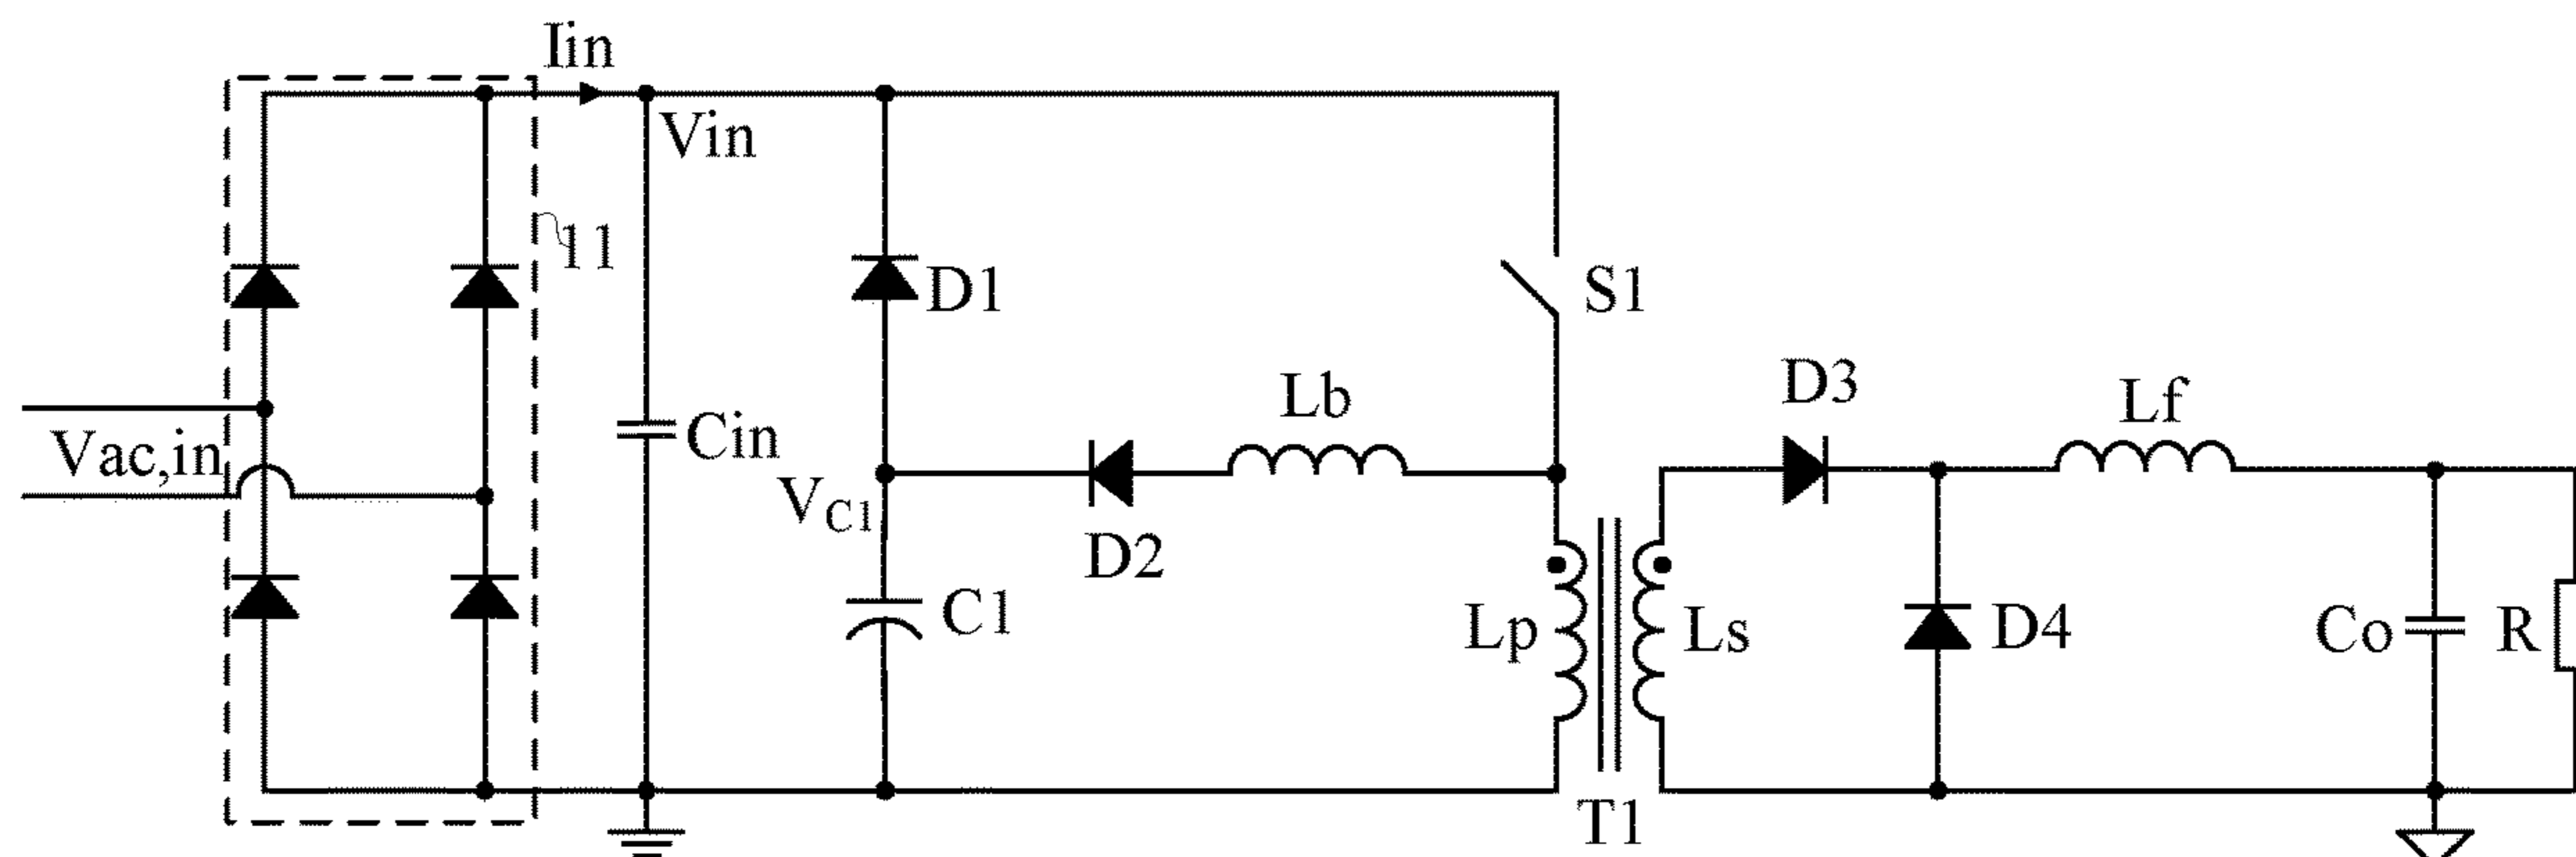 Iin
Vin
11
D1
S1
D3
Lb
Lf
Vac,in
Cin
VC1
D2
C1
Lp
Ls
D4
Co
R
T1